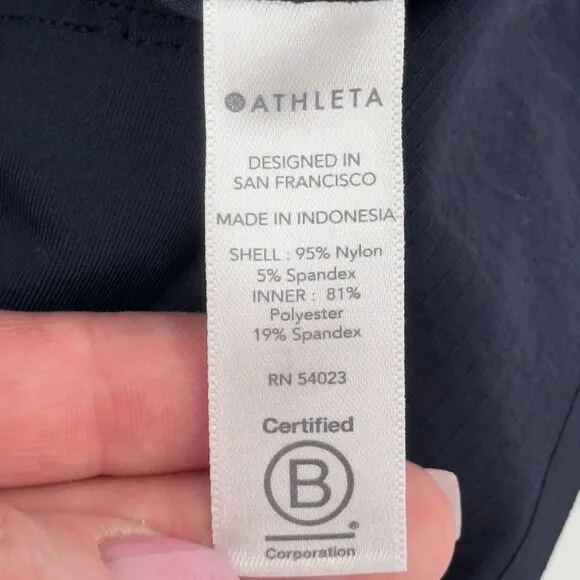 ATHLETA
DESIGNED IN
SAN FRANCISCO
MADE IN INDONESIA
SHELL : 95% Nylon
5% Spandex
INNER : 81%
Polyester
19% Spandex
RN 54023
Certified
B
®
Corporation